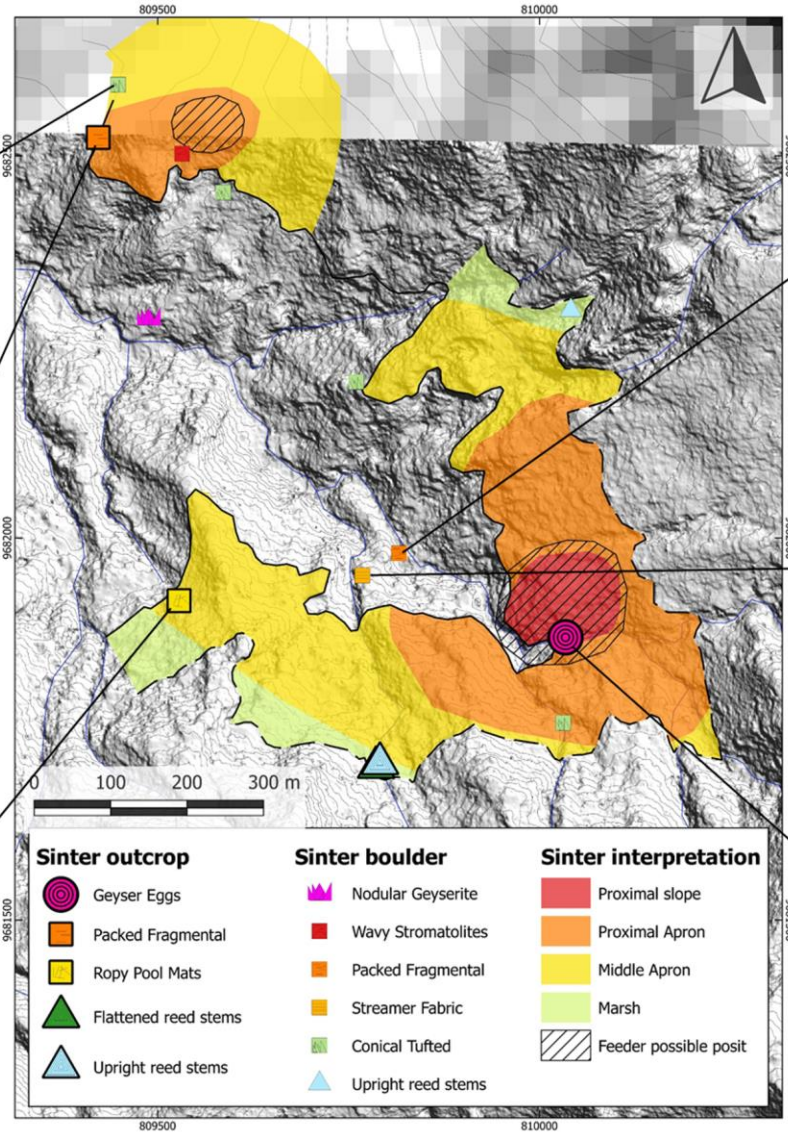 809500
810000
9682500
9682000
9682000
0
100
200
300 m
Sinter outcrop
Geyser Eggs
Packed Fragmental
Ropy Pool Mats
Flattened reed stems
Upright reed stems
Sinter boulder
Nodular Geyserite
Wavy Stromatolites
Packed Fragmental
Streamer Fabric
Conical Tufted
Upright reed stems
Sinter interpretation
Proximal slope
Proximal Apron
Middle Apron
Marsh
Feeder possible posit
9681500
9681500
809500
810000